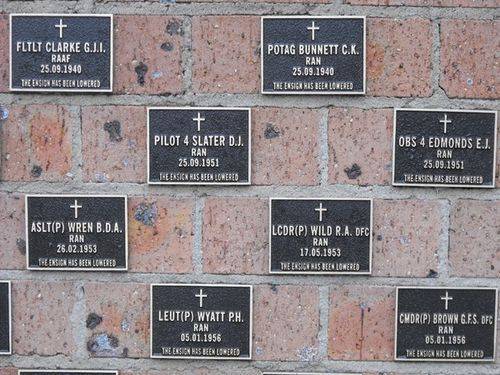 FLTLT CLARKE G.J.I.
RAAF
25.09.1940
THE ENSIGN HAS BEEN LOWERED
POTAG BUNNETT C.K.
RAN
25.09.1940
THE ENSIGN HAS BEEN LOWERED
PILOT 4 SLATER D.J.
RAN
25.09.1951
THE ENSIGN HAS BEEN LOWERED
OBS 4 EDMONDS E.J.
RAN
25.09.1951
THE ENSIGN HAS BEEN LOWERED
ASLT(P) WREN B.D.A.
RAN
26.02.1953
THE ENSIGN HAS BEEN LOWERED
LCDR(P) WILD R.A. DFC
RAN
17.05.1953
THE ENSIGN HAS BEEN LOWERED
LEUT(P) WYATT P.H.
RAN
05.01.1956
THE ENSIGN HAS BEEN LOWERED
CMDR(P) BROWN G.F.S. DFC
RAN
05.01.1956
THE ENSIGN HAS BEEN LOWERED